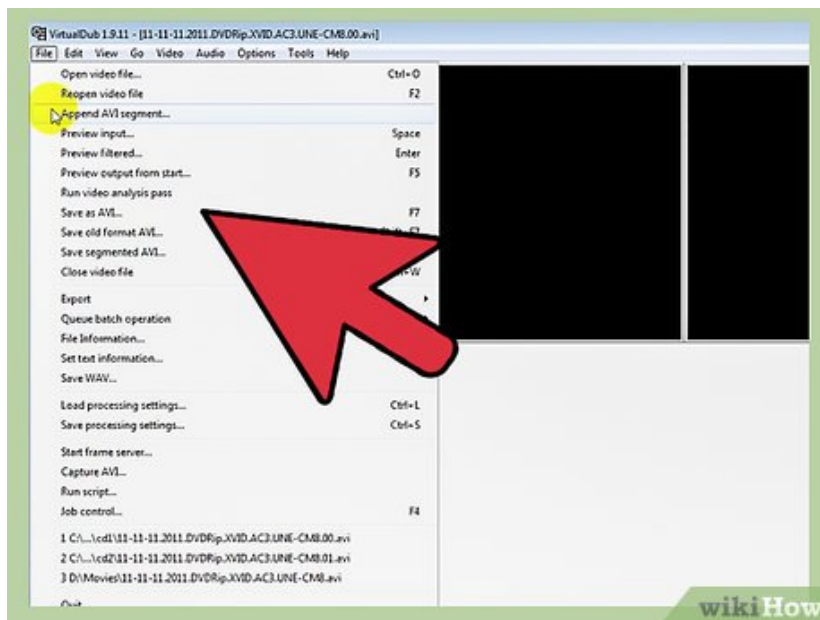 VirtualDub 1.9.11 - [11-11-11.2011.DVDRip.XVID.AC3.UNE-CM8.00.avi]
File Edit View Go Video Audio Options Tools Help
Open video file... Ctrl+O
Reopen video file F2
Append AVI segment...
Preview input... Space
Preview filtered... Enter
Preview output from start... F5
Run video analysis pass
Save as AVI... F7
Save old format AVI...
Save segmented AVI...
Close video file
Export
Queue batch operation
File Information...
Set text information...
Save WAV...
Load processing settings... Ctrl+L
Save processing settings... Ctrl+S
Start frame server...
Capture AVI...
Run script...
Job control... F4
1 C:\...\cd1\11-11-11.2011.DVDRip.XVID.AC3.UNE-CM8.00.avi
2 C:\...\cd2\11-11-11.2011.DVDRip.XVID.AC3.UNE-CM8.01.avi
3 D:\Movies\11-11-11.2011.DVDRip.XVID.AC3.UNE-CM8.avi
Quit
wikiHow